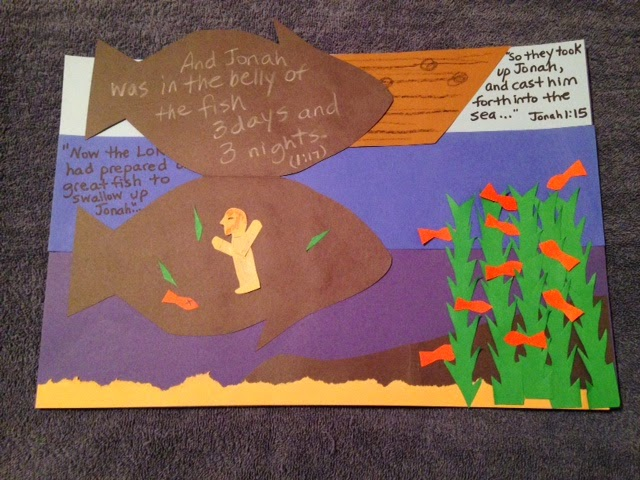 And Jonah
was in the belly of
the fish
3 days and
3 nights.
(1:17)
"So they took
up Jonah,
and cast him
forth into the
sea..." Jonah 1:15
"Now the
had prepared
great fish to
swallow up
Jonah"...